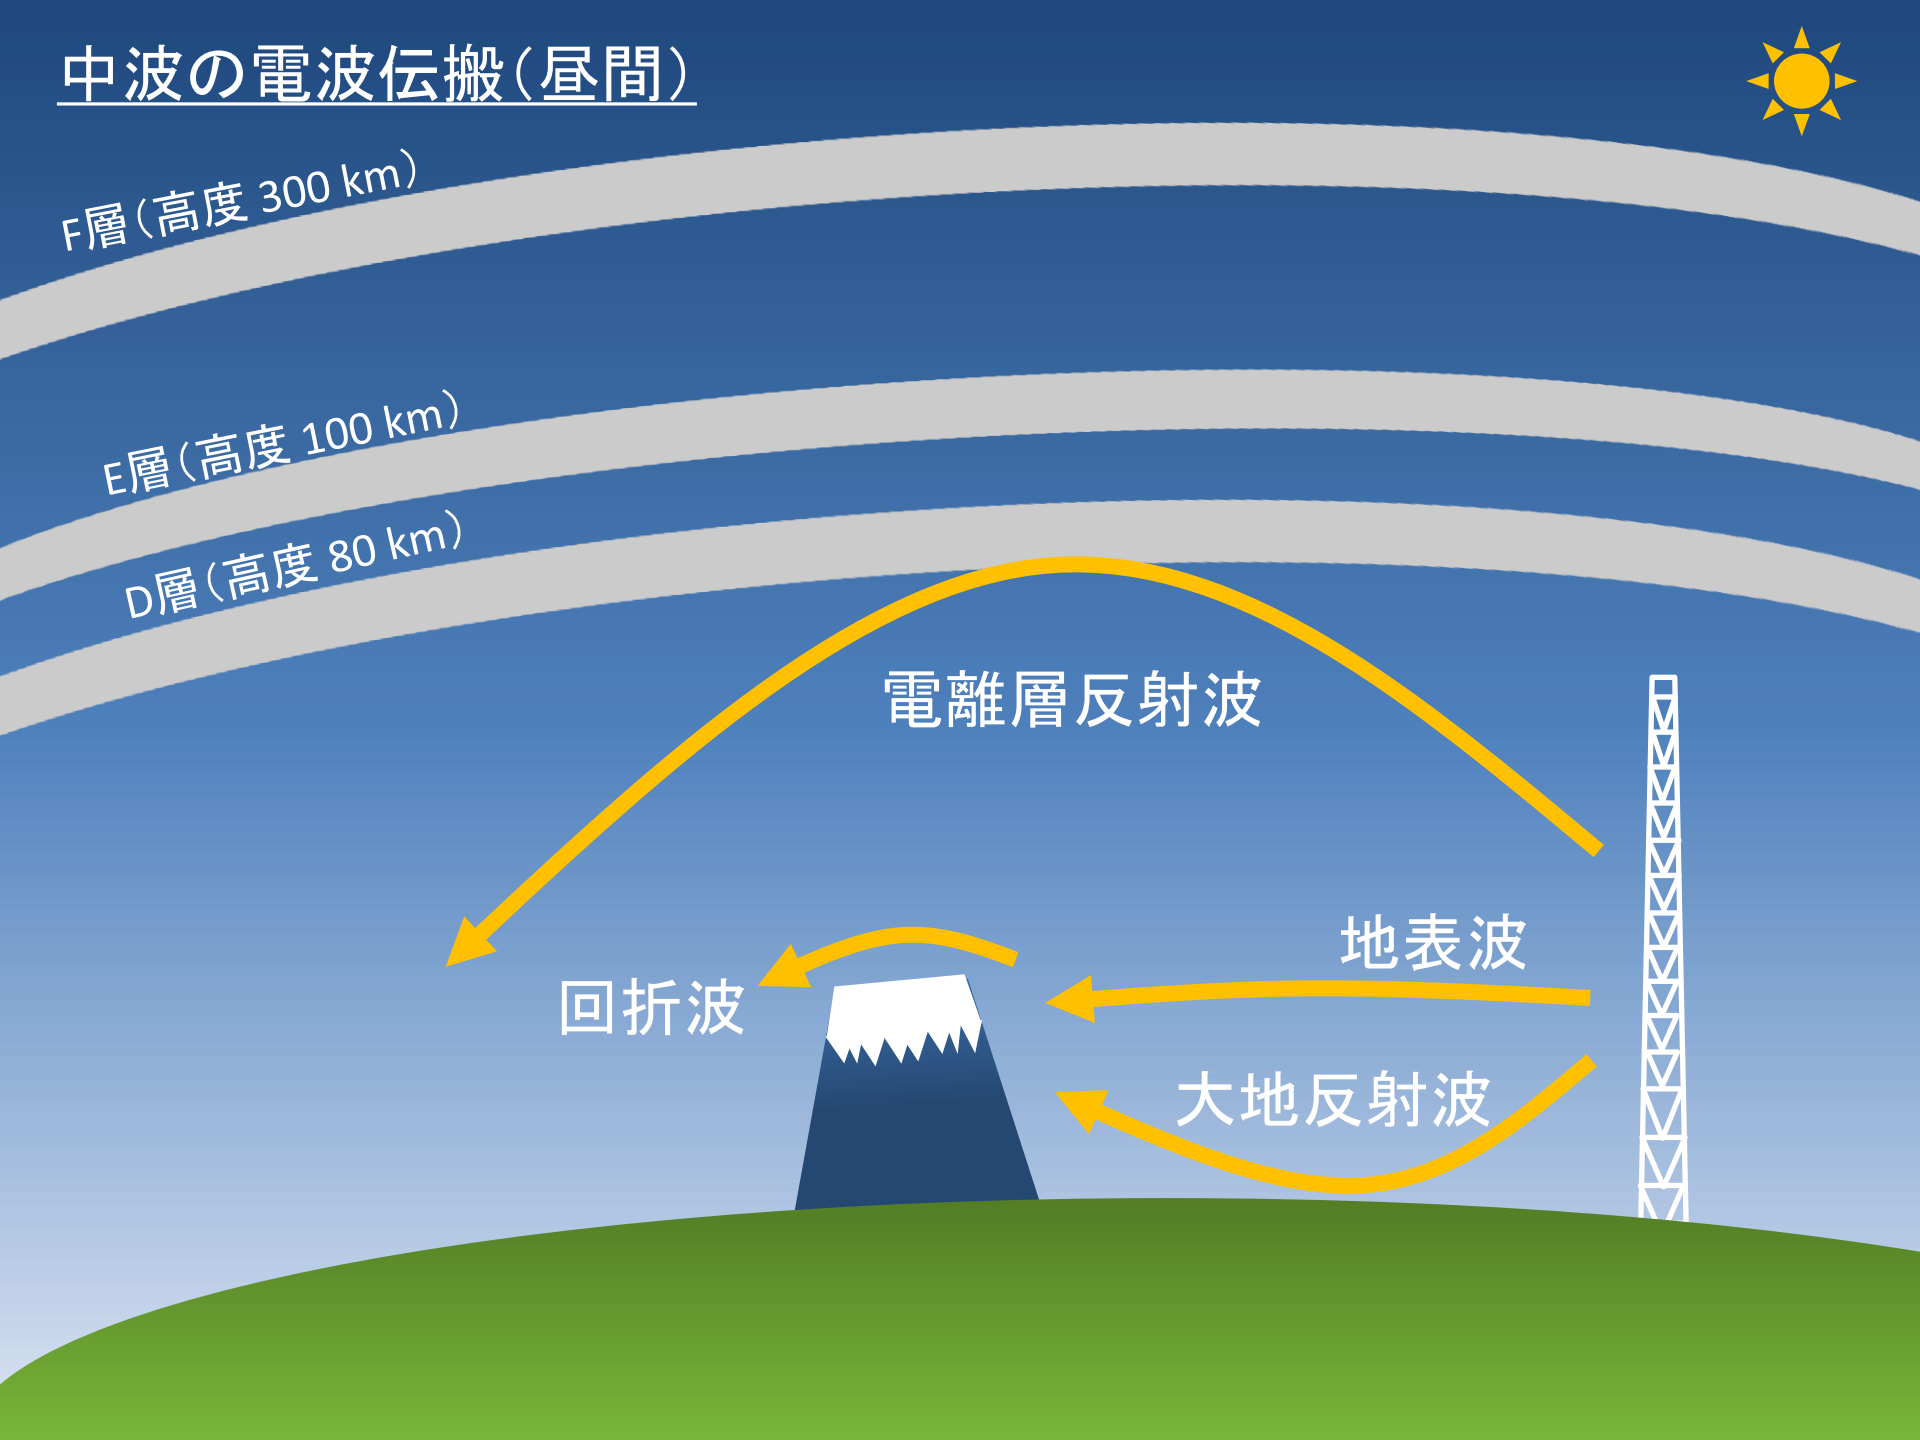 中波の電波伝搬（昼間）
F層（高度 300 km）
E層（高度 100 km）
D層（高度 80 km）
電離層反射波
地表波
回折波
大地反射波